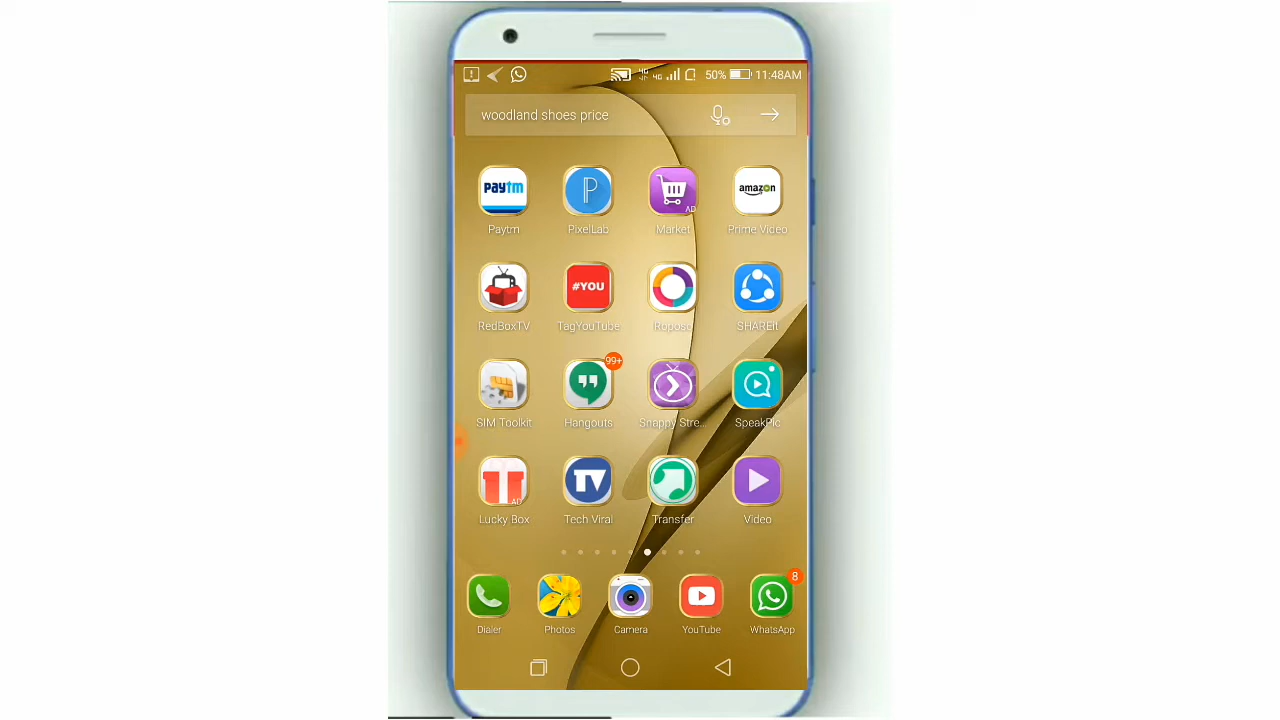 50% 11:48AM
woodland shoes price
Paytm
amazon
AD
Paytm PixelLab Market Prime Video
#YOU
RedBoxTV TagYouTube Roposo SHAREit
99+
SIM Toolkit Hangouts Snappy Stre.. SpeakPic
TV
AD
Lucky Box Tech Viral Transfer Video
8
Dialer Photos Camera YouTube WhatsApp